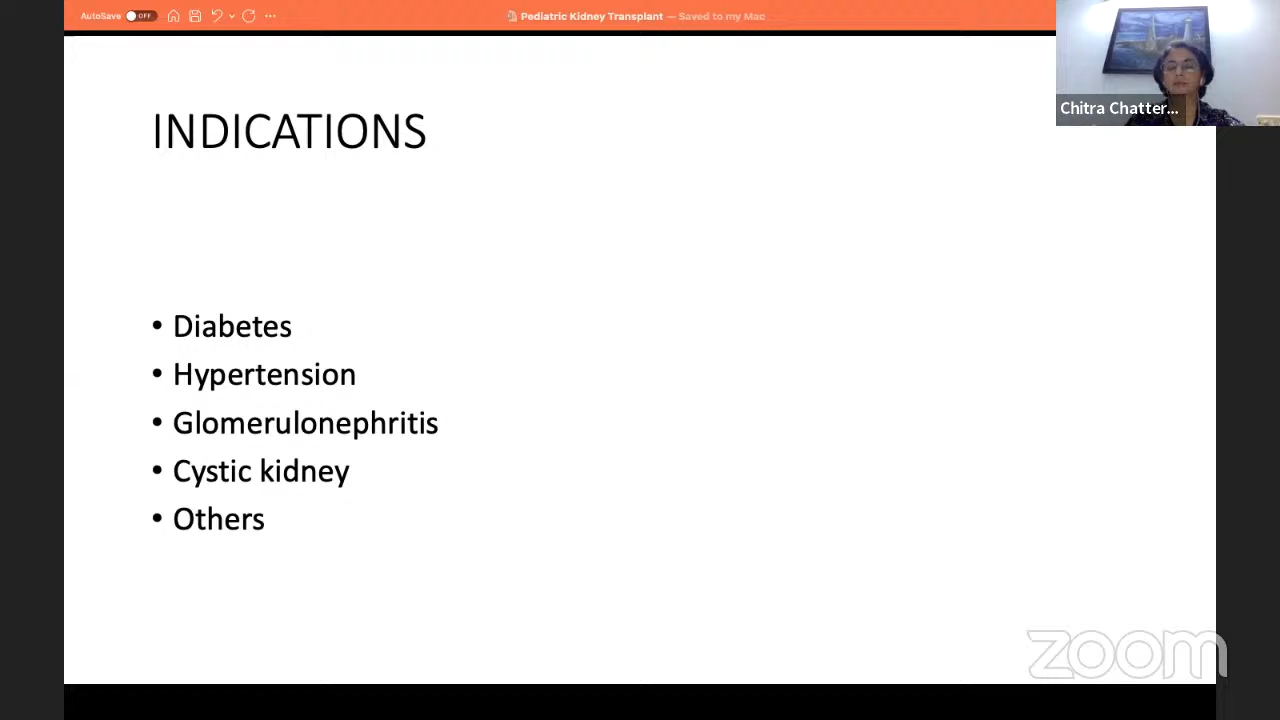 AutoSave OFF
Pediatric Kidney Transplant — Saved to my Mac
Chitra Chatter...
INDICATIONS
• Diabetes
• Hypertension
• Glomerulonephritis
• Cystic kidney
• Others
zoom